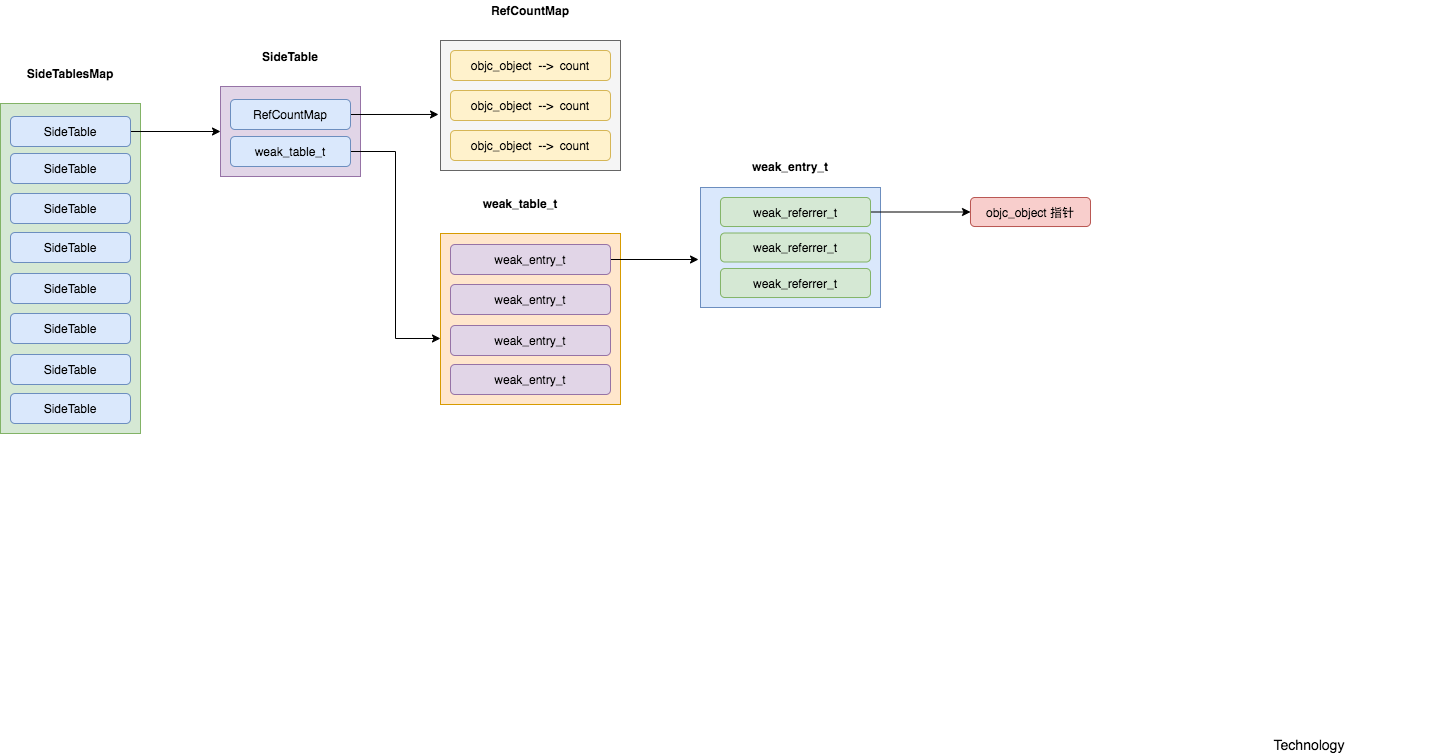 SideTablesMap
SideTable
SideTable
SideTable
SideTable
SideTable
SideTable
SideTable
SideTable
SideTable
RefCountMap
weak_table_t
RefCountMap
objc_object --> count
objc_object --> count
objc_object --> count
weak_table_t
weak_entry_t
weak_entry_t
weak_entry_t
weak_entry_t
weak_entry_t
weak_referrer_t
weak_referrer_t
weak_referrer_t
objc_object 指针
Technology